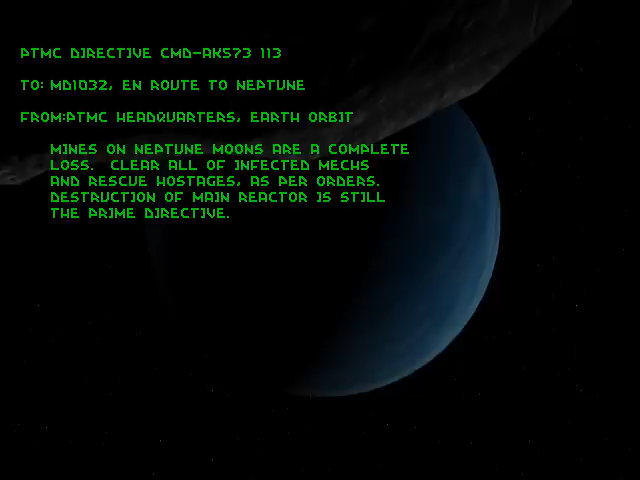 PTMC DIRECTIVE CMD-AK573 113
TO: MD1032, EN ROUTE TO NEPTUNE
FROM:PTMC HEADQUARTERS, EARTH ORBIT
MINES ON NEPTUNE MOONS ARE A COMPLETE
LOSS. CLEAR ALL OF INFECTED MECHS
AND RESCUE HOSTAGES, AS PER ORDERS.
DESTRUCTION OF MAIN REACTOR IS STILL
THE PRIME DIRECTIVE.